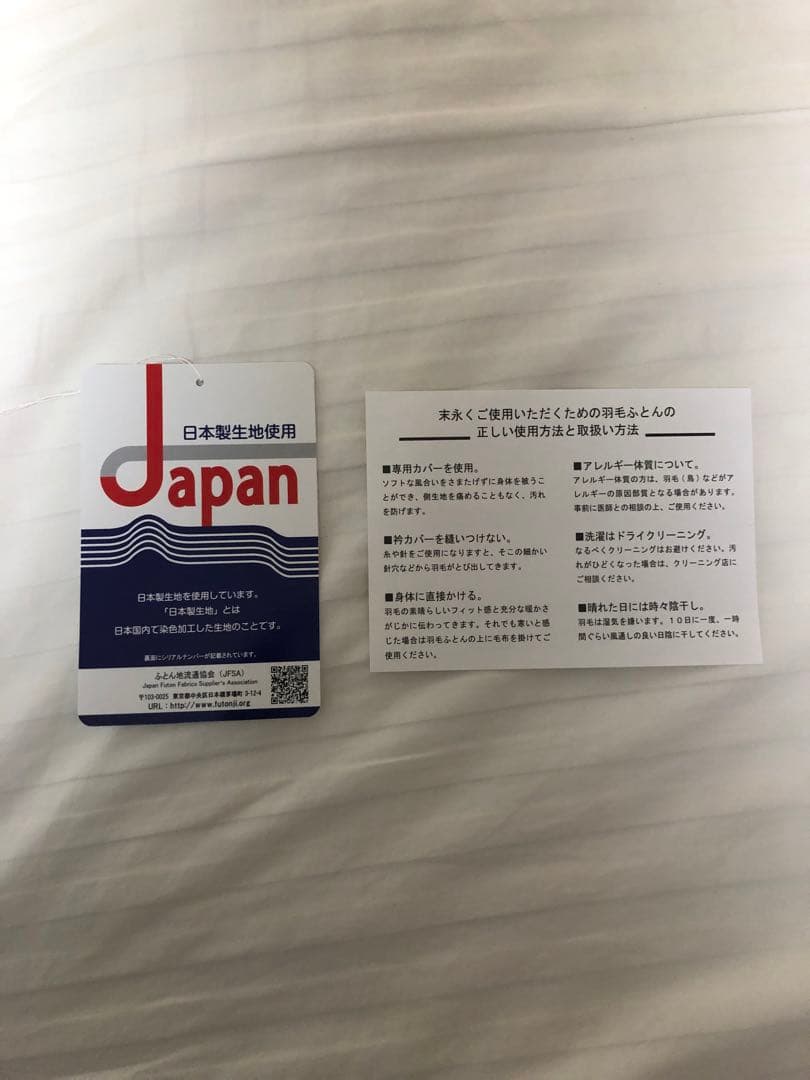 日本製生地使用
Japan
日本製生地を使用しています。
「日本製生地」とは
日本国内で染色加工した生地のことです。
裏面にシリアルナンバーが記載されています。
ふとん地流通協会(JFSA)
Japan Futon Fabrics Supplier's Association
〒103-0025 東京都中央区日本橋茅場町 3-12-4
URL:http://www.futonji.org
末永くご使用いただくための羽毛ふとんの
正しい使用方法と取扱い方法
■専用カバーを使用。
ソフトな風合いをさまたげずに身体を被うこ
とができ、側生地を痛めることもなく、汚れ
を防げます。
■衿カバーを縫いつけない。
糸や針をご使用になりますと、そこの細かい
針穴などから羽毛がとび出してきます。
■身体に直接かける。
羽毛の素晴らしいフィット感と充分な暖かさ
がじかに伝わってきます。それでも寒いと感
じた場合は羽毛ふとんの上に毛布を掛けてご
使用ください。
■アレルギー体質について。
アレルギー体質の方は、羽毛(鳥)などがア
レルギーの原因部質となる場合があります。
事前に医師との相談の上、ご使用ください。
■洗濯はドライクリーニング。
なるべくクリーニングはお避けください、汚
れがひどくなった場合は、クリーニング店に
ご相談ください。
■晴れた日には時々陰干し。
羽毛は湿気を嫌います。10日に一度、一時
間ぐらい風通しの良い日陰に干してください。